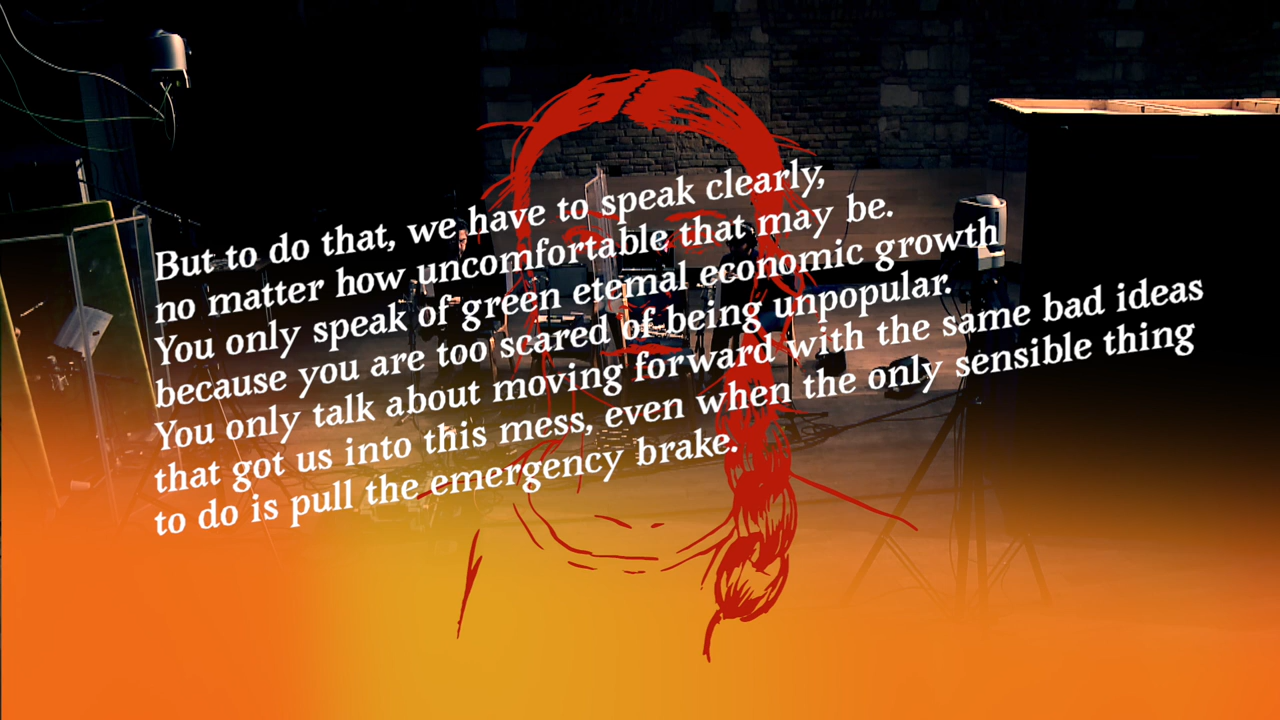 But to do that, we have to speak clearly,
no matter how uncomfortable that may be.
You only speak of green eternal economic growth
because you are too scared of being unpopular.
You only talk about moving forward with the same bad ideas
that got us into this mess, even when the only sensible thing
to do is pull the emergency brake.